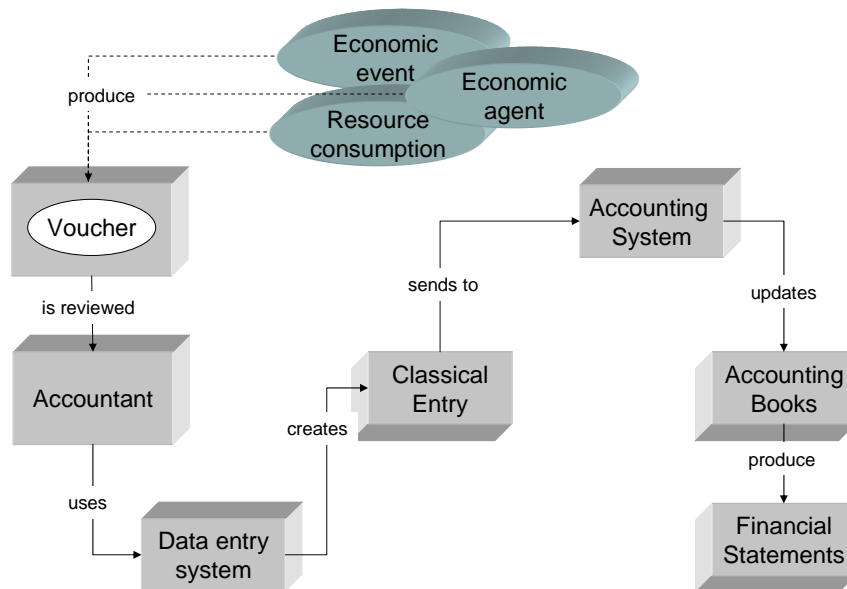 Economic
event
Economic
agent
produce
Resource
consumption
Voucher
Accounting
System
is reviewed
sends to
updates
Accountant
Classical
Entry
Accounting
Books
creates
produce
uses
Data entry
system
Financial
Statements